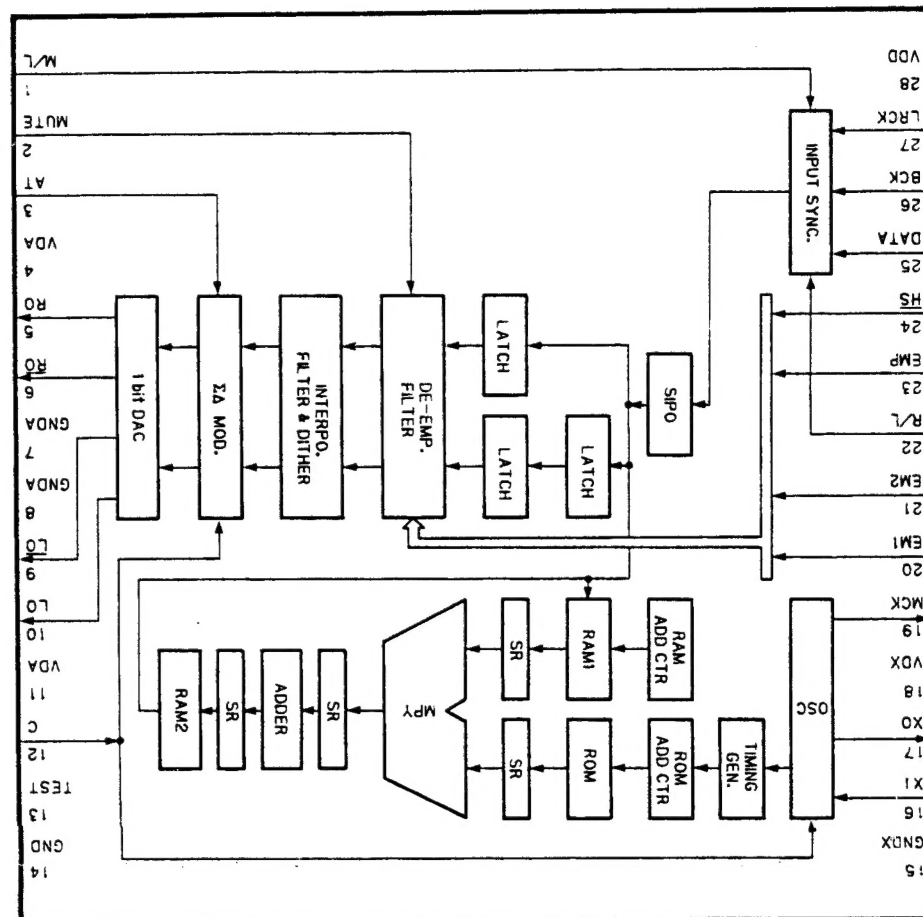 M/L
1
MUTE
2
AT
3
VDA
4
RO
5
R̅O̅
6
GNDA
7
GNDA
8
L̅O̅
9
LO
10
VDA
11
C
12
TEST
13
GND
14
VDD
28
LRCK
27
BCK
26
DATA
25
H̅S̅
24
EMP
23
R/L
22
EM2
21
EM1
20
MCK
19
VDX
18
XO
17
XI
16
GNDX
15
INPUT SYNC.
SIPO
LATCH
LATCH
LATCH
DE-EMP.
FILTER
INTERPO.
FILTER & DITHER
ΣΔ MOD.
1 bit DAC
OSC
TIMING
GEN.
RAM
ADD CTR
ROM
ADD CTR
RAM1
ROM
SR
SR
MPY
SR
ADDER
SR
RAM2